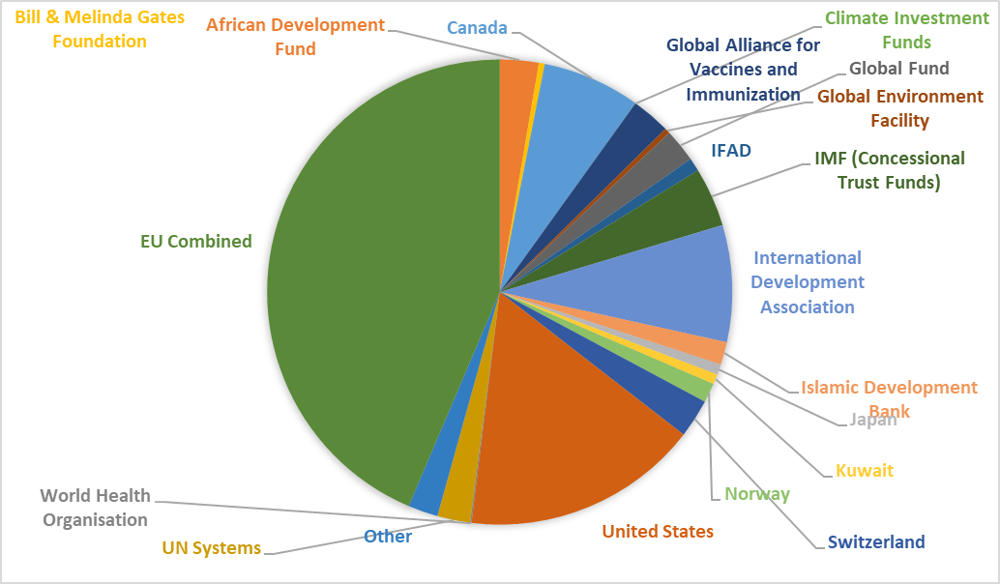 Bill & Melinda Gates
Foundation
African Development
Fund
Canada
Climate Investment
Funds
Global Alliance for
Vaccines and
Immunization
Global Fund
Global Environment
Facility
IFAD
IMF (Concessional
Trust Funds)
EU Combined
International
Development
Association
Islamic Development
Bank
Japan
Kuwait
Norway
World Health
Organisation
UN Systems
Other
United States
Switzerland